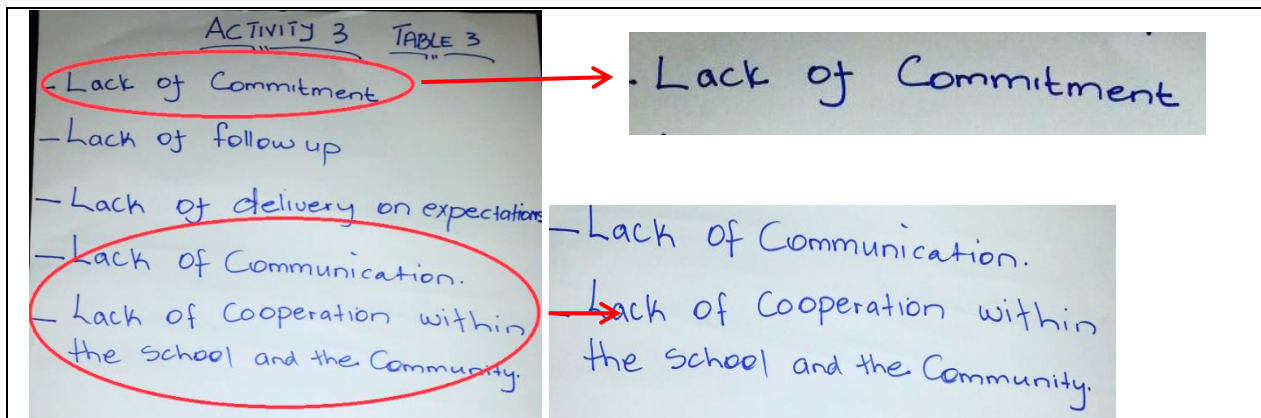 ACTIVITY 3 TABLE 3
- Lack of Commitment
- Lack of follow up
- Lack of delivery on expectations
- Lack of Communication.
- Lack of Cooperation within
the School and the Community.
- Lack of Commitment
- Lack of Communication.
- Lack of Cooperation within
the School and the Community.